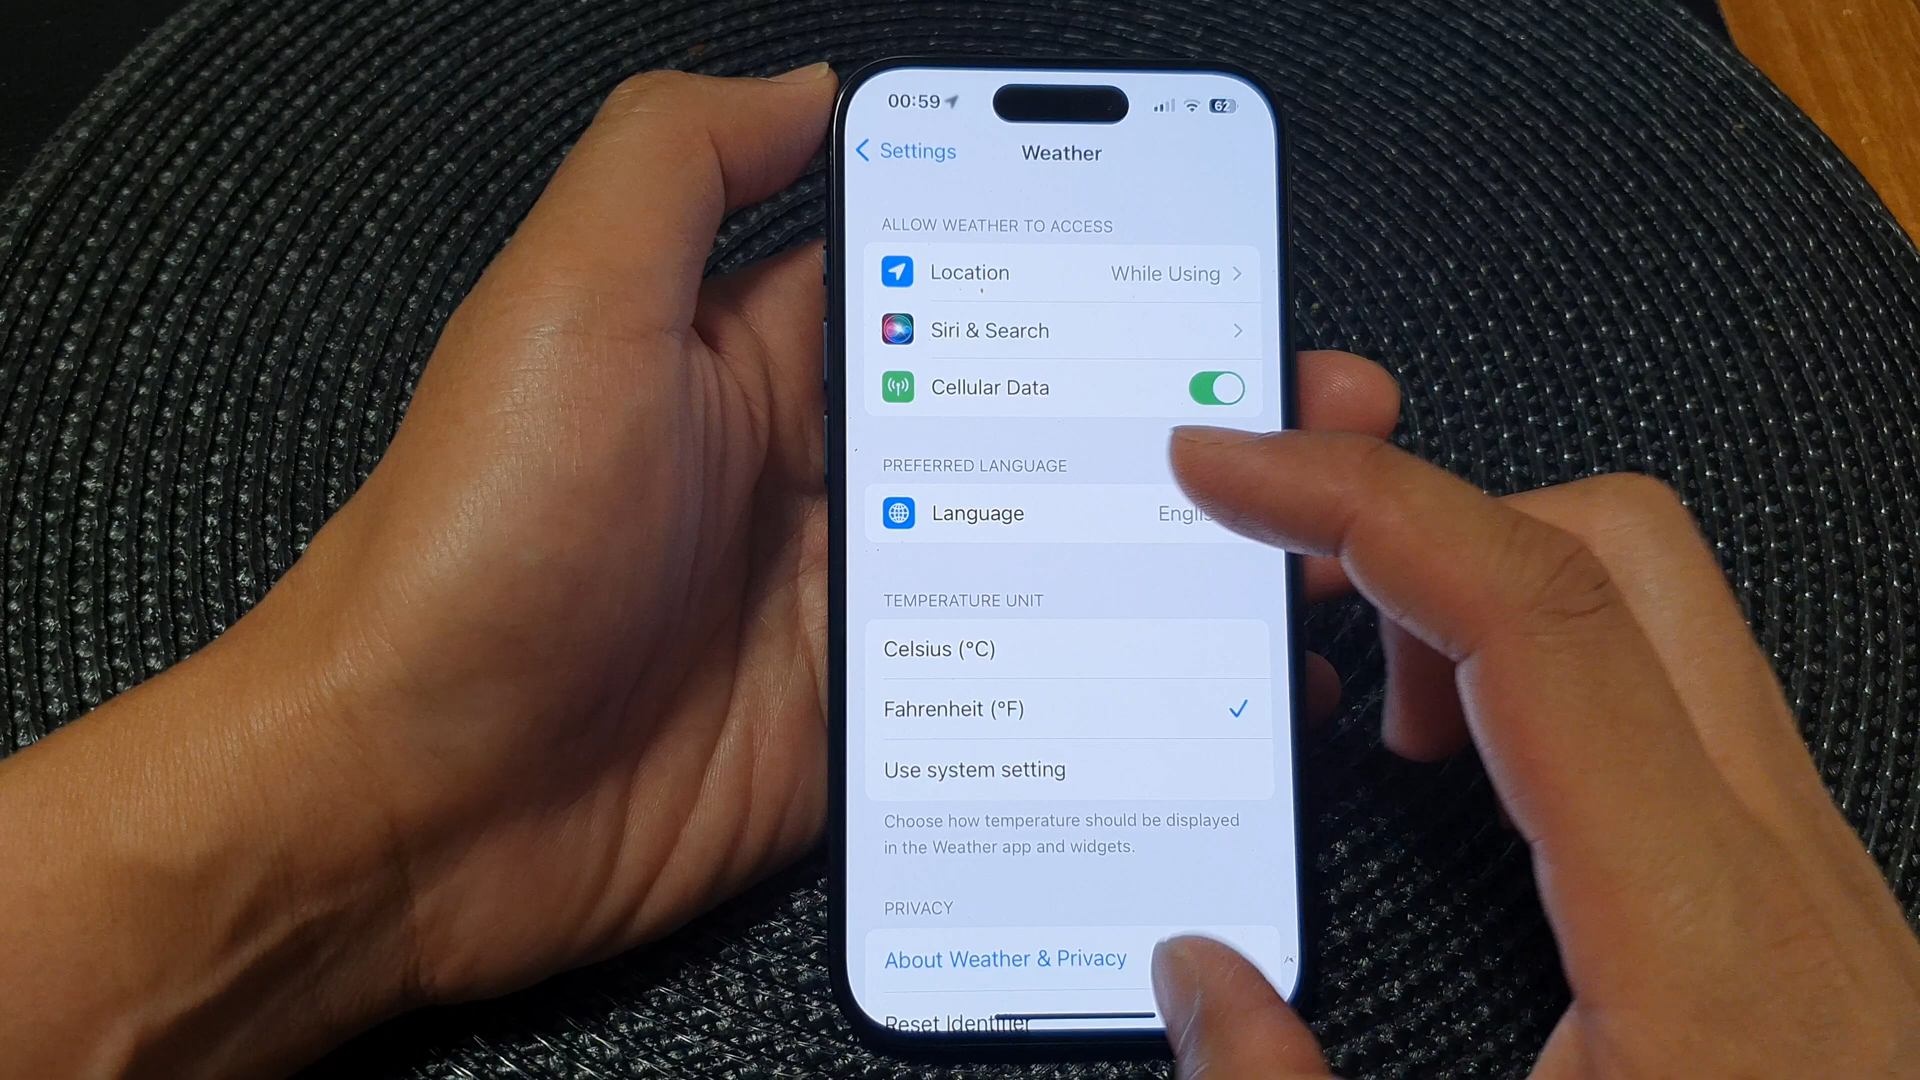 00:59
62
Settings
Weather
ALLOW WEATHER TO ACCESS
Location While Using
Siri & Search
Cellular Data
PREFERRED LANGUAGE
Language
TEMPERATURE UNIT
Celsius (°C)
Fahrenheit (°F)
Use system setting
Choose how temperature should be displayed
in the Weather app and widgets.
PRIVACY
About Weather & Privacy
Reset Identifier